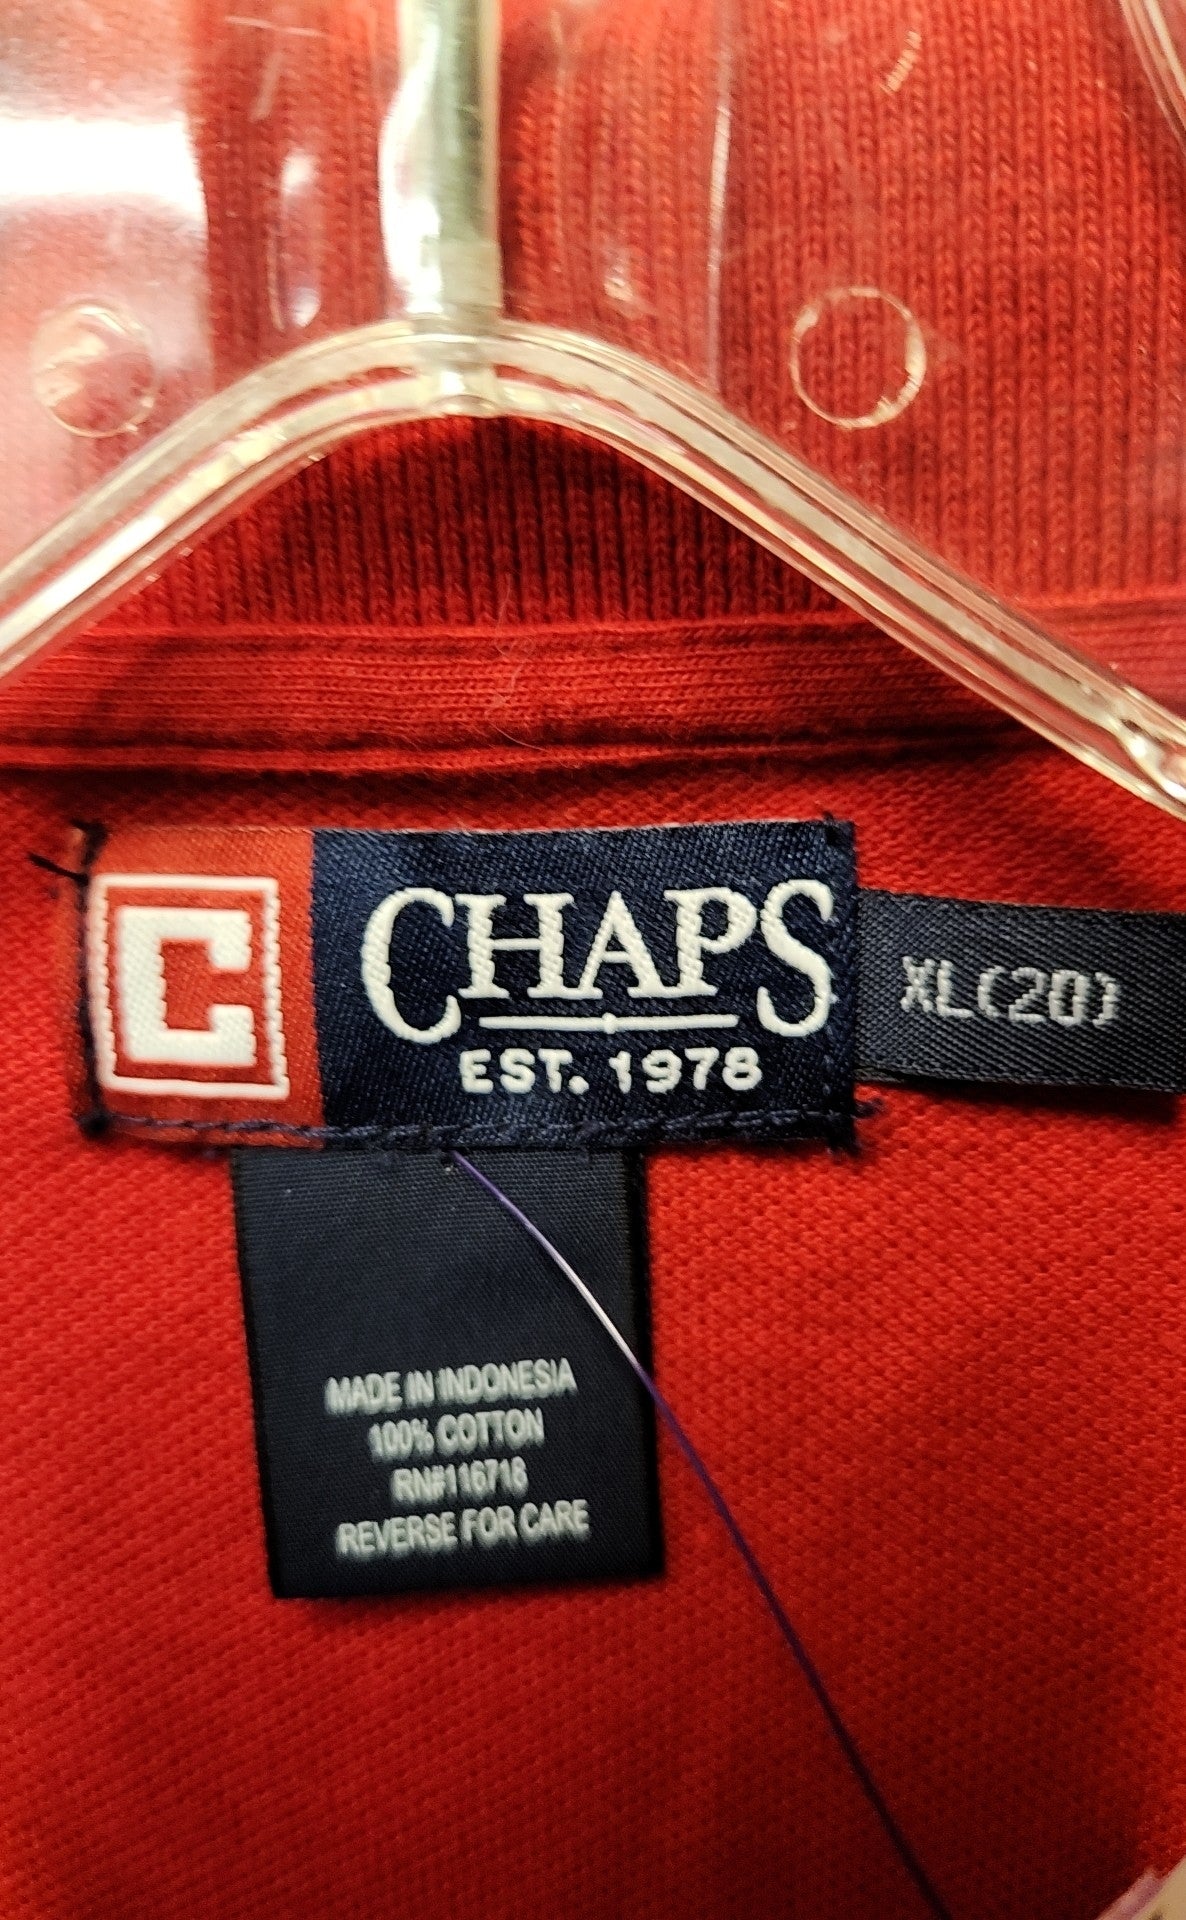 C
CHAPS
EST. 1978
XL(20)
MADE IN INDONESIA
100% COTTON
RN#116718
REVERSE FOR CARE